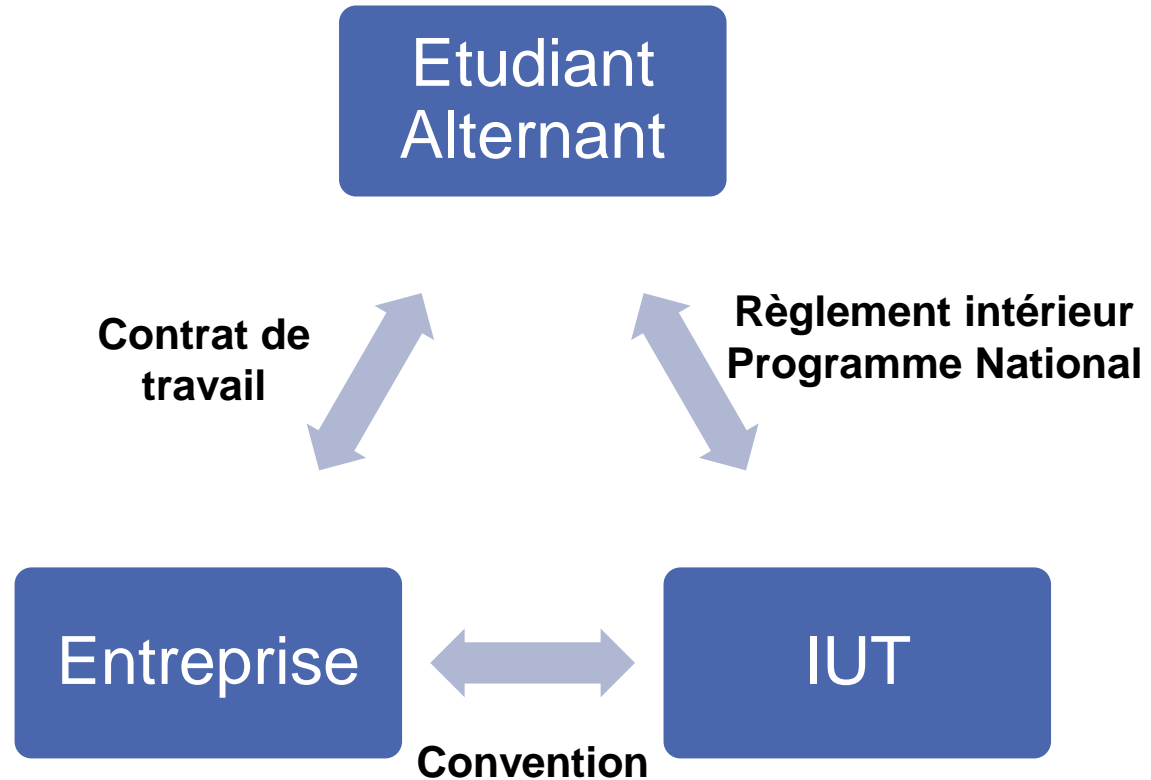 Etudiant
Alternant
Contrat de
travail
Règlement intérieur
Programme National
Entreprise
IUT
Convention